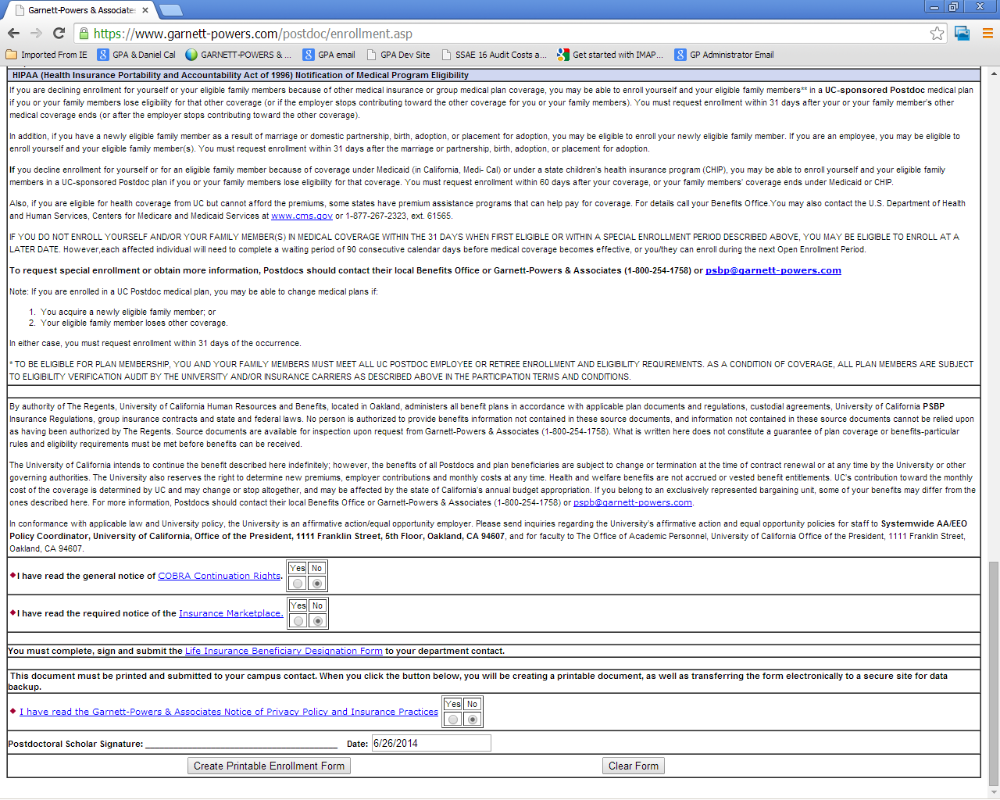 Garnett-Powers & Associates
https://www.garnett-powers.com/postdoc/enrollment.asp
Imported From IE GPA & Daniel Cal GARNETT-POWERS & ... GPA email GPA Dev Site SSAE 16 Audit Costs a... Get started with IMAP... GP Administrator Email
HIPAA (Health Insurance Portability and Accountability Act of 1996) Notification of Medical Program Eligibility
If you are declining enrollment for yourself or your eligible family members because of other medical insurance or group medical plan coverage, you may be able to enroll yourself and your eligible family members** in a UC-sponsored Postdoc medical plan
if you or your family members lose eligibility for that other coverage (or if the employer stops contributing toward the other coverage for you or your family members). You must request enrollment within 31 days after your or your family member's other
medical coverage ends (or after the employer stops contributing toward the other coverage).
In addition, if you have a newly eligible family member as a result of marriage or domestic partnership, birth, adoption, or placement for adoption, you may be eligible to enroll your newly eligible family member. If you are an employee, you may be eligible to
enroll yourself and your eligible family member(s). You must request enrollment within 31 days after the marriage or partnership, birth, adoption, or placement for adoption.
If you decline enrollment for yourself or for an eligible family member because of coverage under Medicaid (in California, Medi- Cal) or under a state children's health insurance program (CHIP), you may be able to enroll yourself and your eligible family
members in a UC-sponsored Postdoc plan if you or your family members lose eligibility for that coverage. You must request enrollment within 60 days after your coverage, or your family members' coverage ends under Medicaid or CHIP.
Also, if you are eligible for health coverage from UC but cannot afford the premiums, some states have premium assistance programs that can help pay for coverage. For details call your Benefits Office.You may also contact the U.S. Department of Health
and Human Services, Centers for Medicare and Medicaid Services at www.cms.gov or 1-877-267-2323, ext. 61565.
IF YOU DO NOT ENROLL YOURSELF AND/OR YOUR FAMILY MEMBER(S) IN MEDICAL COVERAGE WITHIN THE 31 DAYS WHEN FIRST ELIGIBLE OR WITHIN A SPECIAL ENROLLMENT PERIOD DESCRIBED ABOVE, YOU MAY BE ELIGIBLE TO ENROLL AT A
LATER DATE. However,each affected individual will need to complete a waiting period of 90 consecutive calendar days before medical coverage becomes effective, or you/they can enroll during the next Open Enrollment Period.
To request special enrollment or obtain more information, Postdocs should contact their local Benefits Office or Garnett-Powers & Associates (1-800-254-1758) or psbp@garnett-powers.com
Note: If you are enrolled in a UC Postdoc medical plan, you may be able to change medical plans if:
1. You acquire a newly eligible family member; or
2. Your eligible family member loses other coverage.
In either case, you must request enrollment within 31 days of the occurrence.
* TO BE ELIGIBLE FOR PLAN MEMBERSHIP, YOU AND YOUR FAMILY MEMBERS MUST MEET ALL UC POSTDOC EMPLOYEE OR RETIREE ENROLLMENT AND ELIGIBILITY REQUIREMENTS. AS A CONDITION OF COVERAGE, ALL PLAN MEMBERS ARE SUBJECT
TO ELIGIBILITY VERIFICATION AUDIT BY THE UNIVERSITY AND/OR INSURANCE CARRIERS AS DESCRIBED ABOVE IN THE PARTICIPATION TERMS AND CONDITIONS.
By authority of The Regents, University of California Human Resources and Benefits, located in Oakland, administers all benefit plans in accordance with applicable plan documents and regulations, custodial agreements, University of California PSBP
Insurance Regulations, group insurance contracts and state and federal laws. No person is authorized to provide benefits information not contained in these source documents, and information not contained in these source documents cannot be relied upon
as having been authorized by The Regents. Source documents are available for inspection upon request from Garnett-Powers & Associates (1-800-254-1758). What is written here does not constitute a guarantee of plan coverage or benefits-particular
rules and eligibility requirements must be met before benefits can be received.
The University of California intends to continue the benefit described here indefinitely; however, the benefits of all Postdocs and plan beneficiaries are subject to change or termination at the time of contract renewal or at any time by the University or other
governing authorities. The University also reserves the right to determine new premiums, employer contributions and monthly costs at any time. Health and welfare benefits are not accrued or vested benefit entitlements. UC's contribution toward the monthly
cost of the coverage is determined by UC and may change or stop altogether, and may be affected by the state of California's annual budget appropriation. If you belong to an exclusively represented bargaining unit, some of your benefits may differ from the
ones described here. For more information, Postdocs should contact their local Benefits Office or Garnett-Powers & Associates (1-800-254-1758) or pspb@garnett-powers.com.
In conformance with applicable law and University policy, the University is an affirmative action/equal opportunity employer. Please send inquiries regarding the University's affirmative action and equal opportunity policies for staff to Systemwide AA/EEO
Policy Coordinator, University of California, Office of the President, 1111 Franklin Street, 5th Floor, Oakland, CA 94607, and for faculty to The Office of Academic Personnel, University of California Office of the President, 1111 Franklin Street,
Oakland, CA 94607.
I have read the general notice of COBRA Continuation Rights. Yes No
I have read the required notice of the Insurance Marketplace. Yes No
You must complete, sign and submit the Life Insurance Beneficiary Designation Form to your department contact.
This document must be printed and submitted to your campus contact. When you click the button below, you will be creating a printable document, as well as transferring the form electronically to a secure site for data
backup.
I have read the Garnett-Powers & Associates Notice of Privacy Policy and Insurance Practices Yes No
Postdoctoral Scholar Signature: Date: 6/26/2014
Create Printable Enrollment Form Clear Form